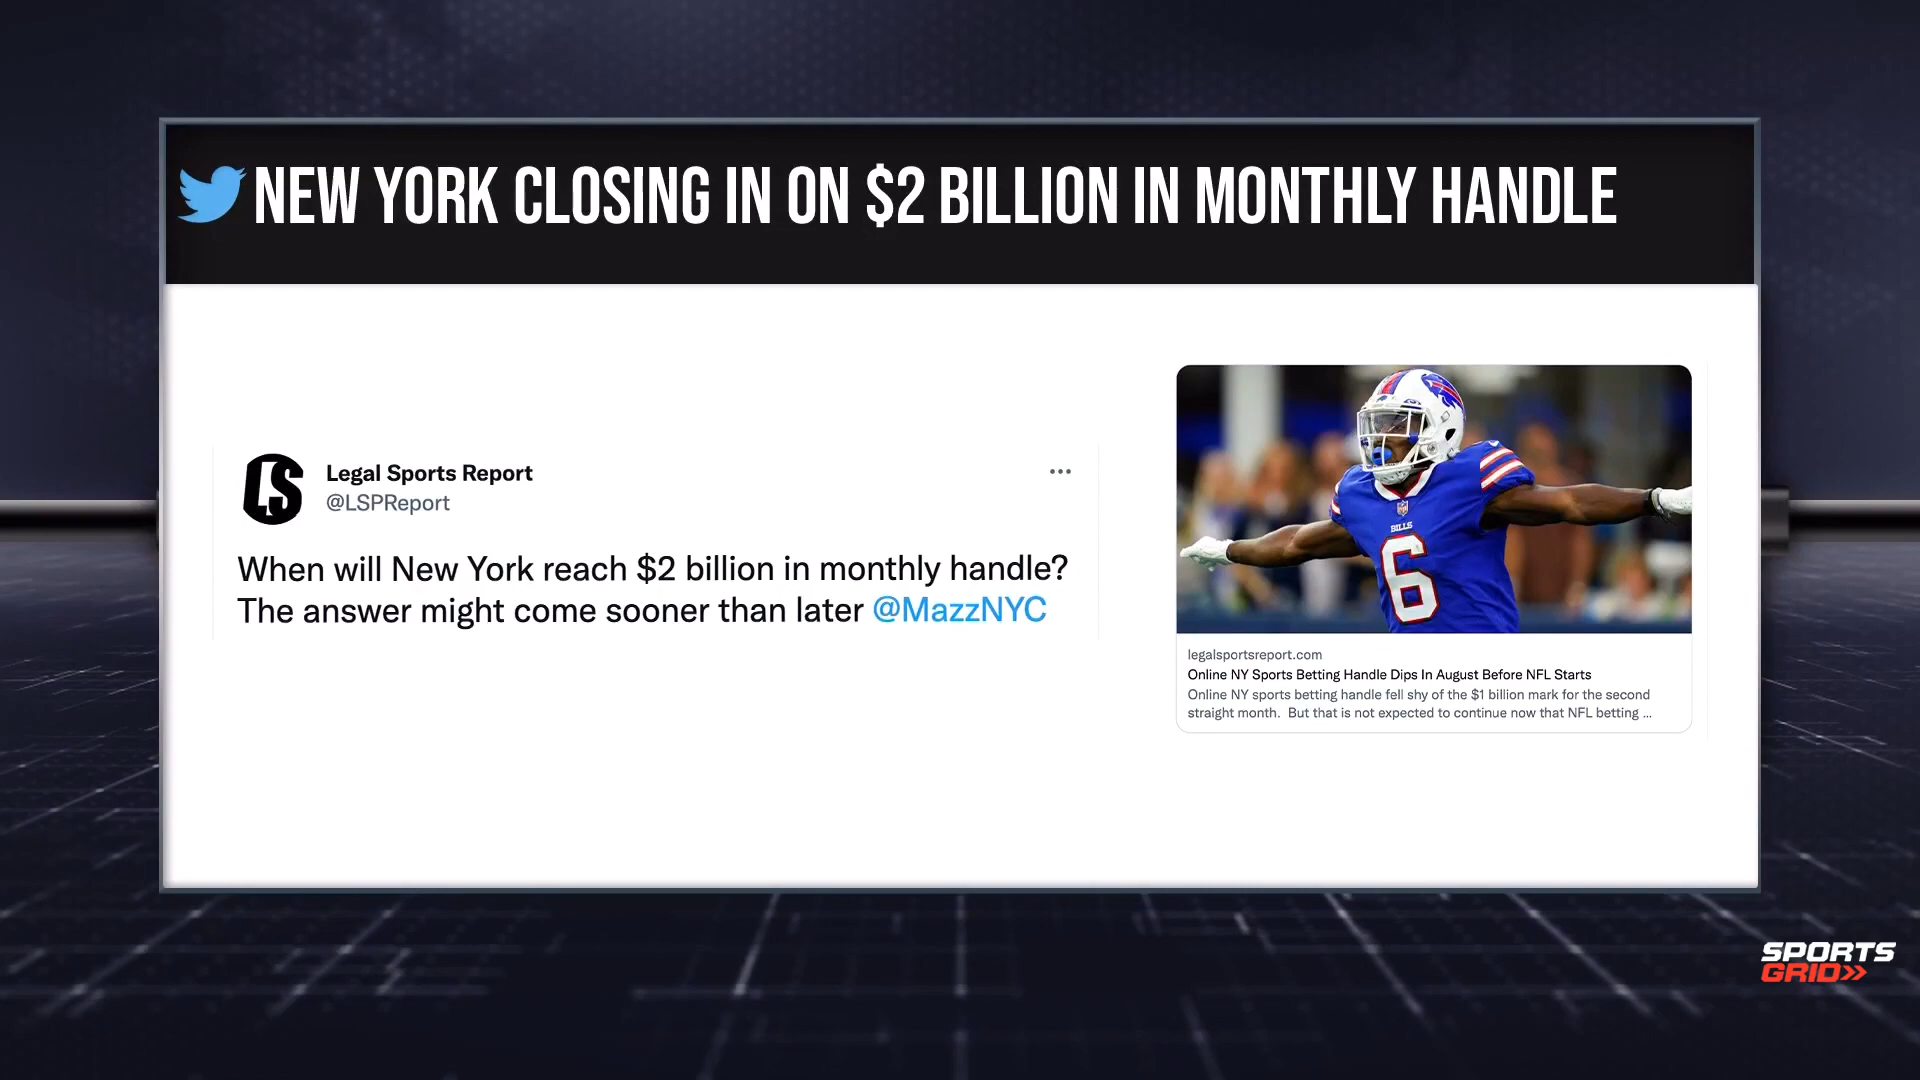 NEW YORK CLOSING IN ON $2 BILLION IN MONTHLY HANDLE
LS
Legal Sports Report
@LSPReport
When will New York reach $2 billion in monthly handle?
The answer might come sooner than later @MazzNYC
BILLS
6
legalsportsreport.com
Online NY Sports Betting Handle Dips In August Before NFL Starts
Online NY sports betting handle fell shy of the $1 billion mark for the second
straight month. But that is not expected to continue now that NFL betting ...
SPORTS
GRID